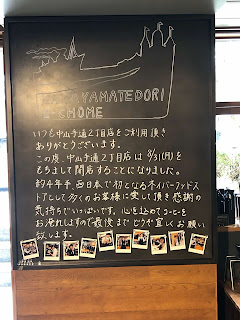 NAKAYAMATEDORI
2-CHOME
いつも中山手通2丁目店をご利用頂き
ありがとうございます。
この度、中山手通2丁目店は8/31(月)を
もちまして閉店することになりました。
約4年半、西日本で初となるネイバーフッドス
トアとして多くのお客様に愛して頂き感謝の
気持ちでいっぱいです。心を込めてコーヒーを
お淹れしますので最後までどうぞ宜しくお願い
致します。